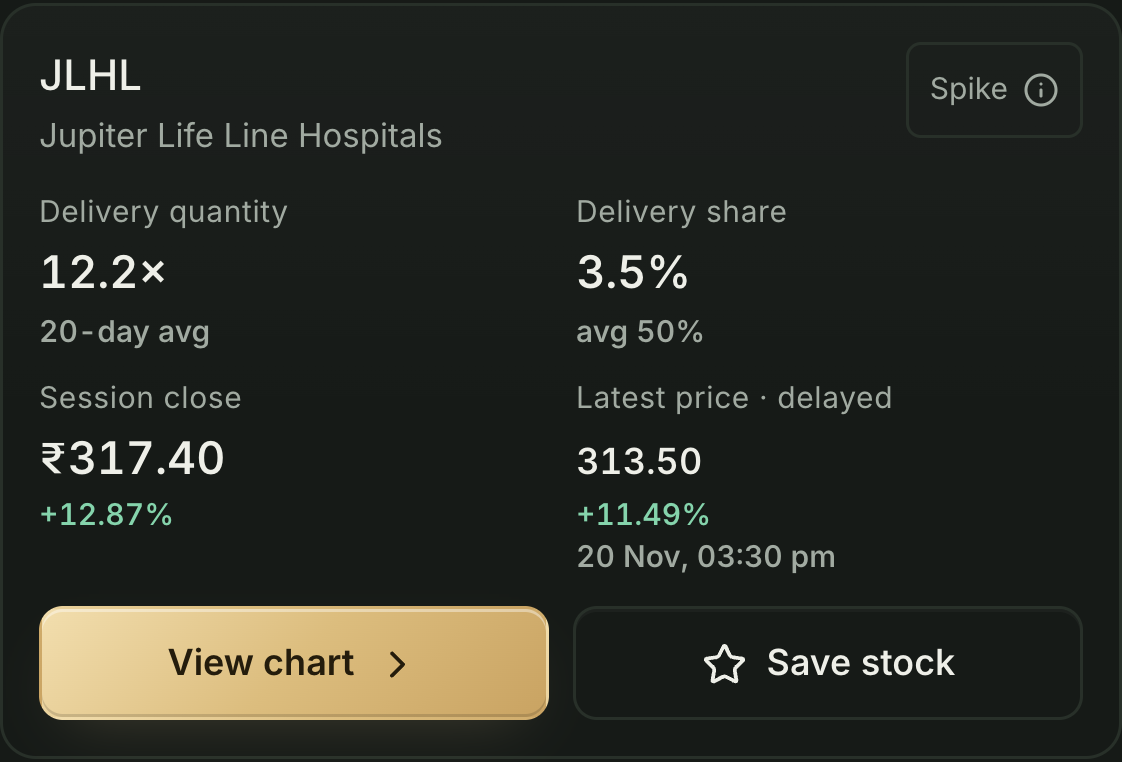 JLHL
Spike
Jupiter Life Line Hospitals
Delivery quantity
Delivery share
12.2×
3.5%
20-day avg
avg 50%
Session close
Latest price · delayed
₹317.40
313.50
+12.87%
+11.49%
20 Nov, 03:30 pm
View chart
Save stock